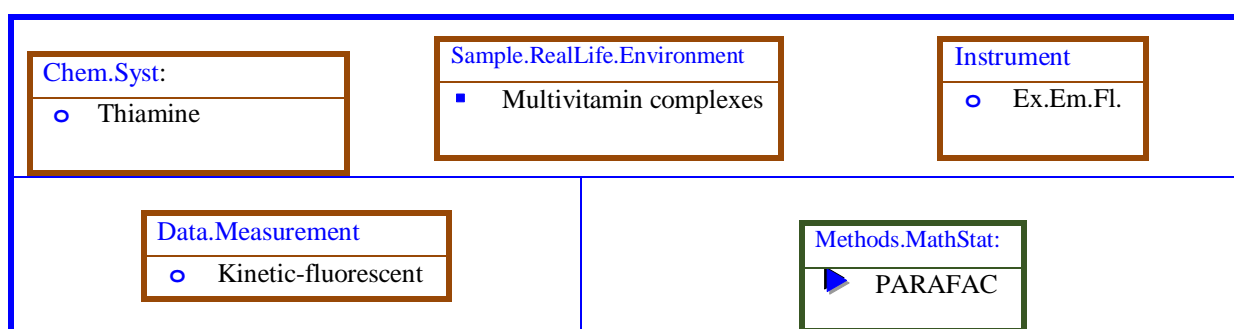 Chem.Syst:
Thiamine
Sample.RealLife.Environment
Multivitamin complexes
Instrument
Ex.Em.Fl.
Data.Measurement
Kinetic-fluorescent
Methods.MathStat:
PARAFAC